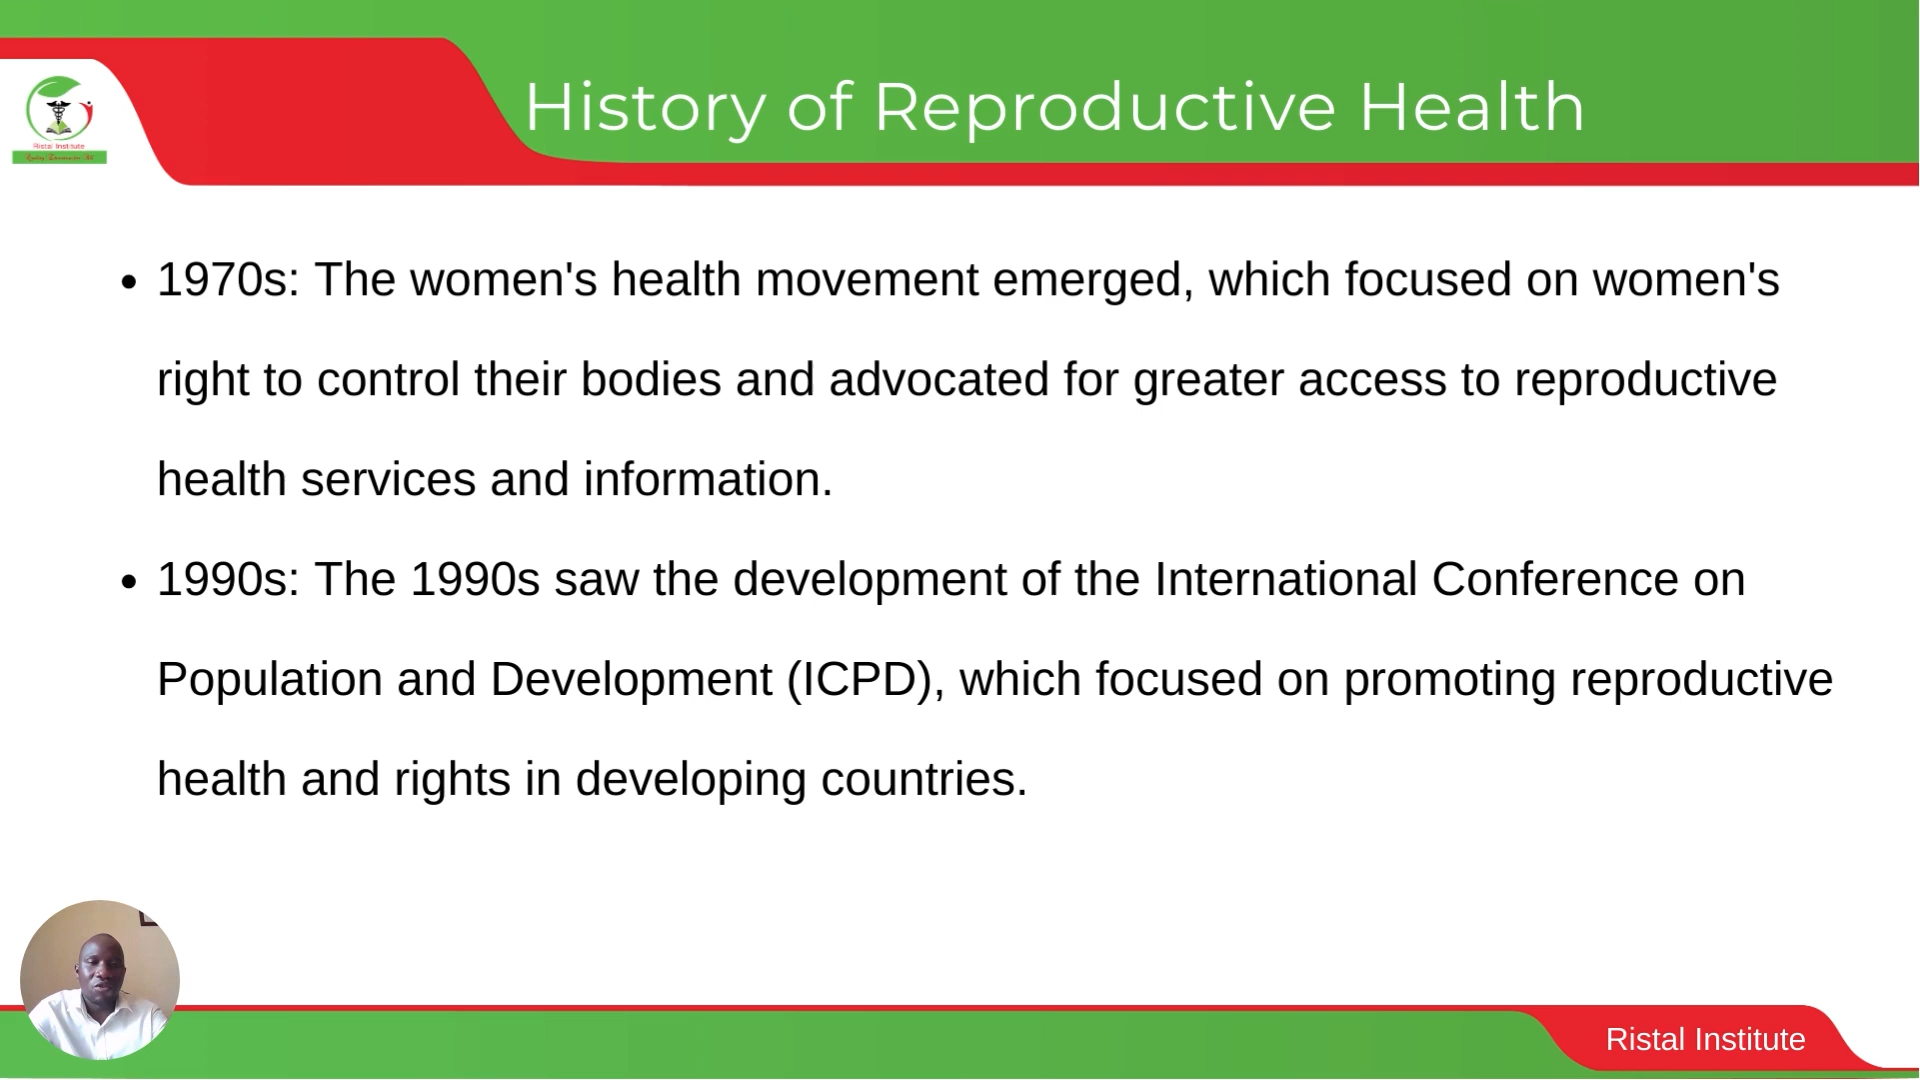 History of Reproductive Health
Ristal Institute
• 1970s: The women's health movement emerged, which focused on women's
right to control their bodies and advocated for greater access to reproductive
health services and information.
• 1990s: The 1990s saw the development of the International Conference on
Population and Development (ICPD), which focused on promoting reproductive
health and rights in developing countries.
Ristal Institute